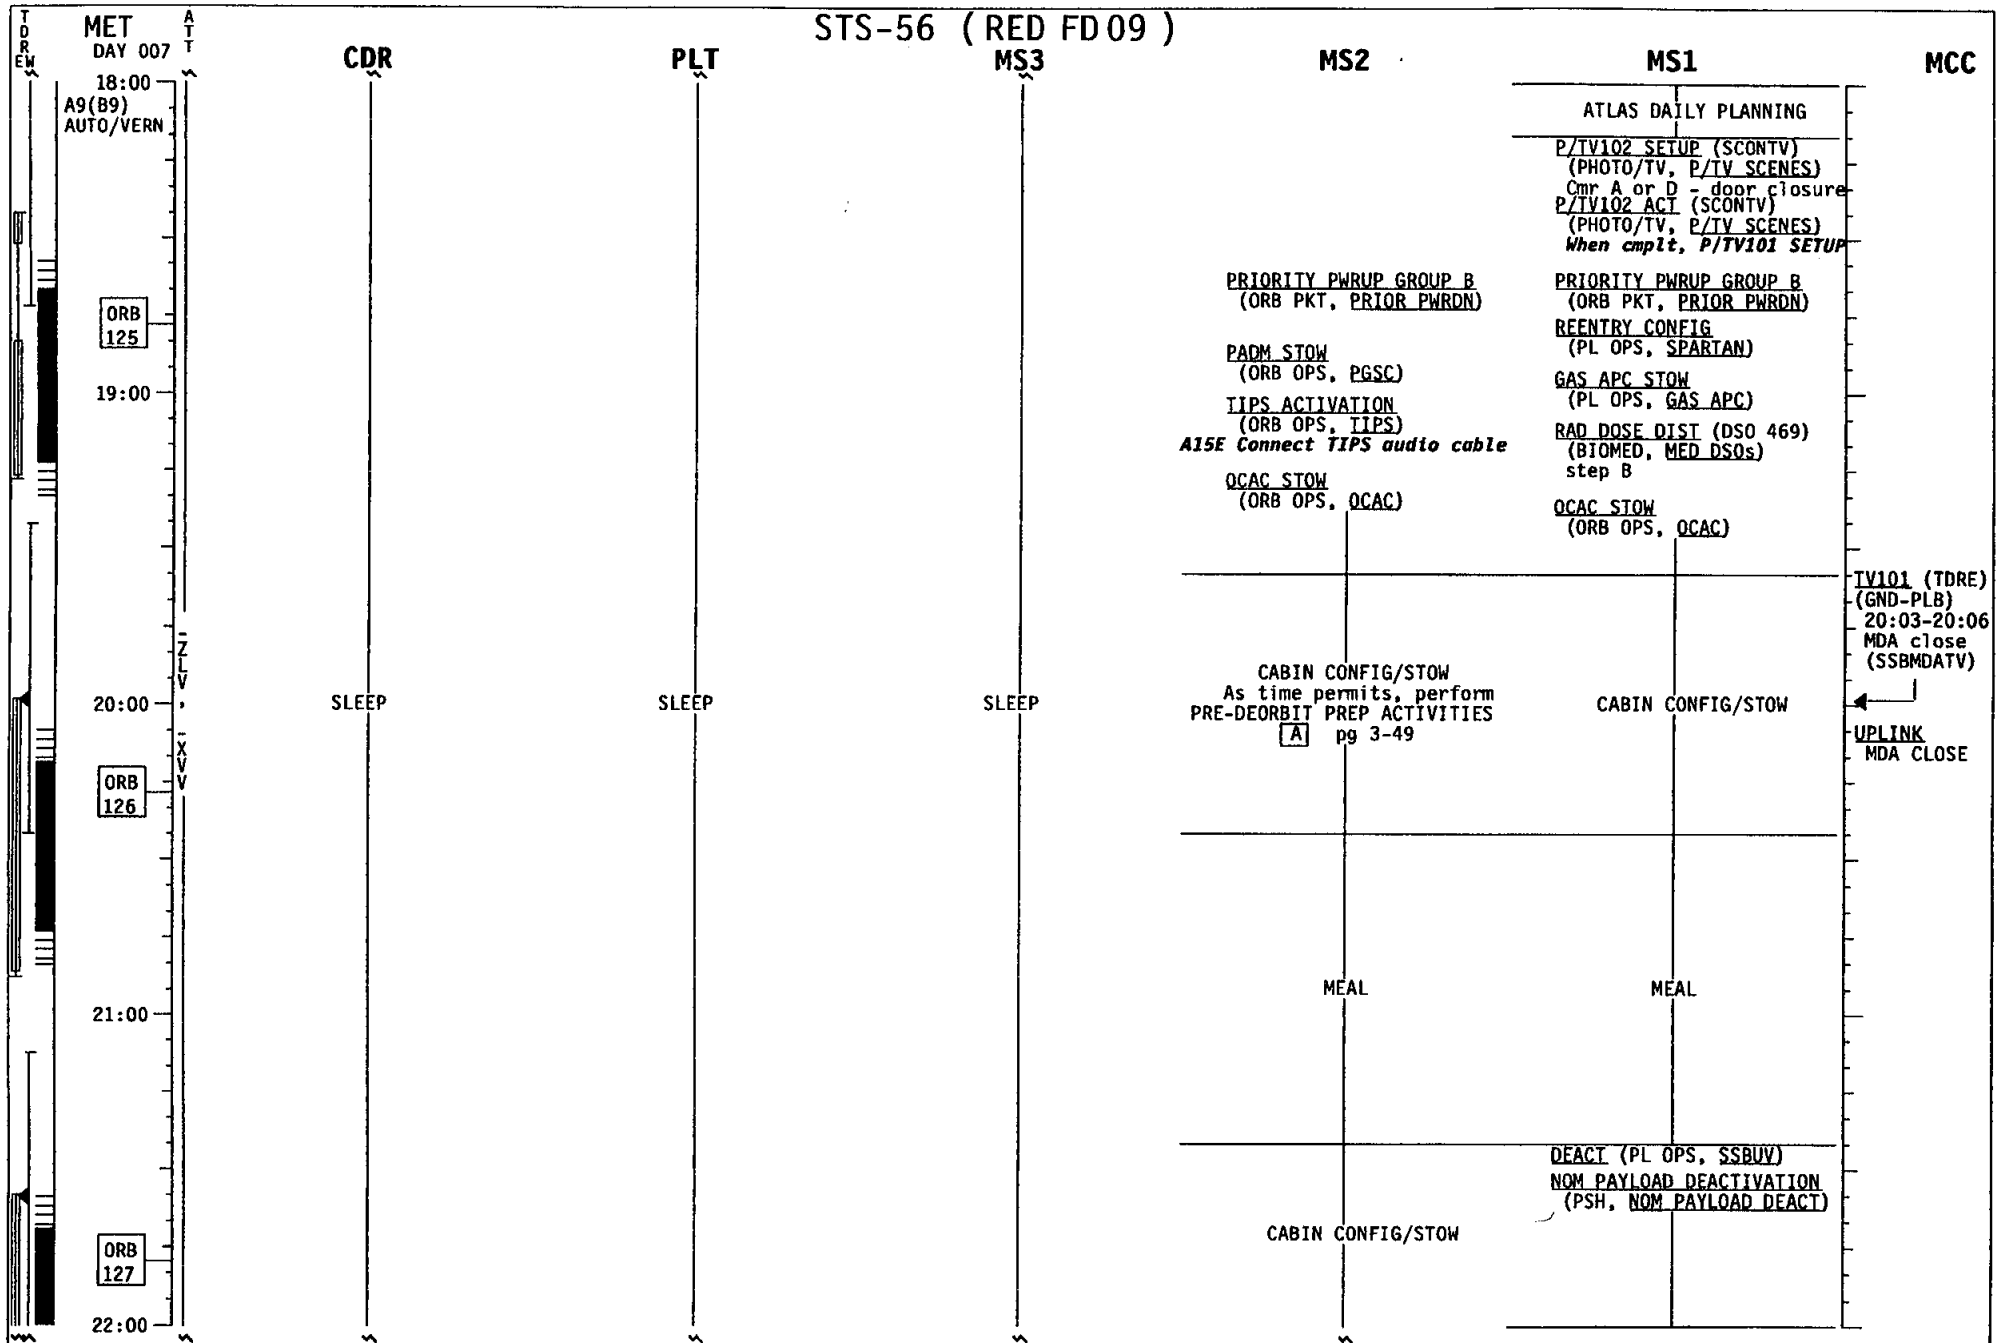 STS-56 ( RED FD 09 )
TDRE W
MET
DAY 007
ATT
CDR
PLT
MS3
MS2
MS1
MCC
18:00
A9(B9)
AUTO/VERN
ORB
125
19:00
-ZLV, -XVV
20:00
ORB
126
21:00
ORB
127
22:00
SLEEP
SLEEP
SLEEP
PRIORITY PWRUP GROUP B
(ORB PKT, PRIOR PWRDN)
PADM STOW
(ORB OPS, PGSC)
TIPS ACTIVATION
(ORB OPS, TIPS)
A15E Connect TIPS audio cable
OCAC STOW
(ORB OPS, OCAC)
CABIN CONFIG/STOW
As time permits, perform
PRE-DEORBIT PREP ACTIVITIES
A pg 3-49
MEAL
CABIN CONFIG/STOW
ATLAS DAILY PLANNING
P/TV102 SETUP (SCONTV)
(PHOTO/TV, P/TV SCENES)
Cmr A or D - door closure
P/TV102 ACT (SCONTV)
(PHOTO/TV, P/TV SCENES)
When cmplt, P/TV101 SETUP
PRIORITY PWRUP GROUP B
(ORB PKT, PRIOR PWRDN)
REENTRY CONFIG
(PL OPS, SPARTAN)
GAS APC STOW
(PL OPS, GAS APC)
RAD DOSE DIST (DSO 469)
(BIOMED, MED DSOs)
step B
OCAC STOW
(ORB OPS, OCAC)
CABIN CONFIG/STOW
MEAL
DEACT (PL OPS, SSBUV)
NOM PAYLOAD DEACTIVATION
(PSH, NOM PAYLOAD DEACT)
TV101 (TDRE)
(GND-PLB)
20:03-20:06
MDA close
(SSBMDATV)
UPLINK
MDA CLOSE